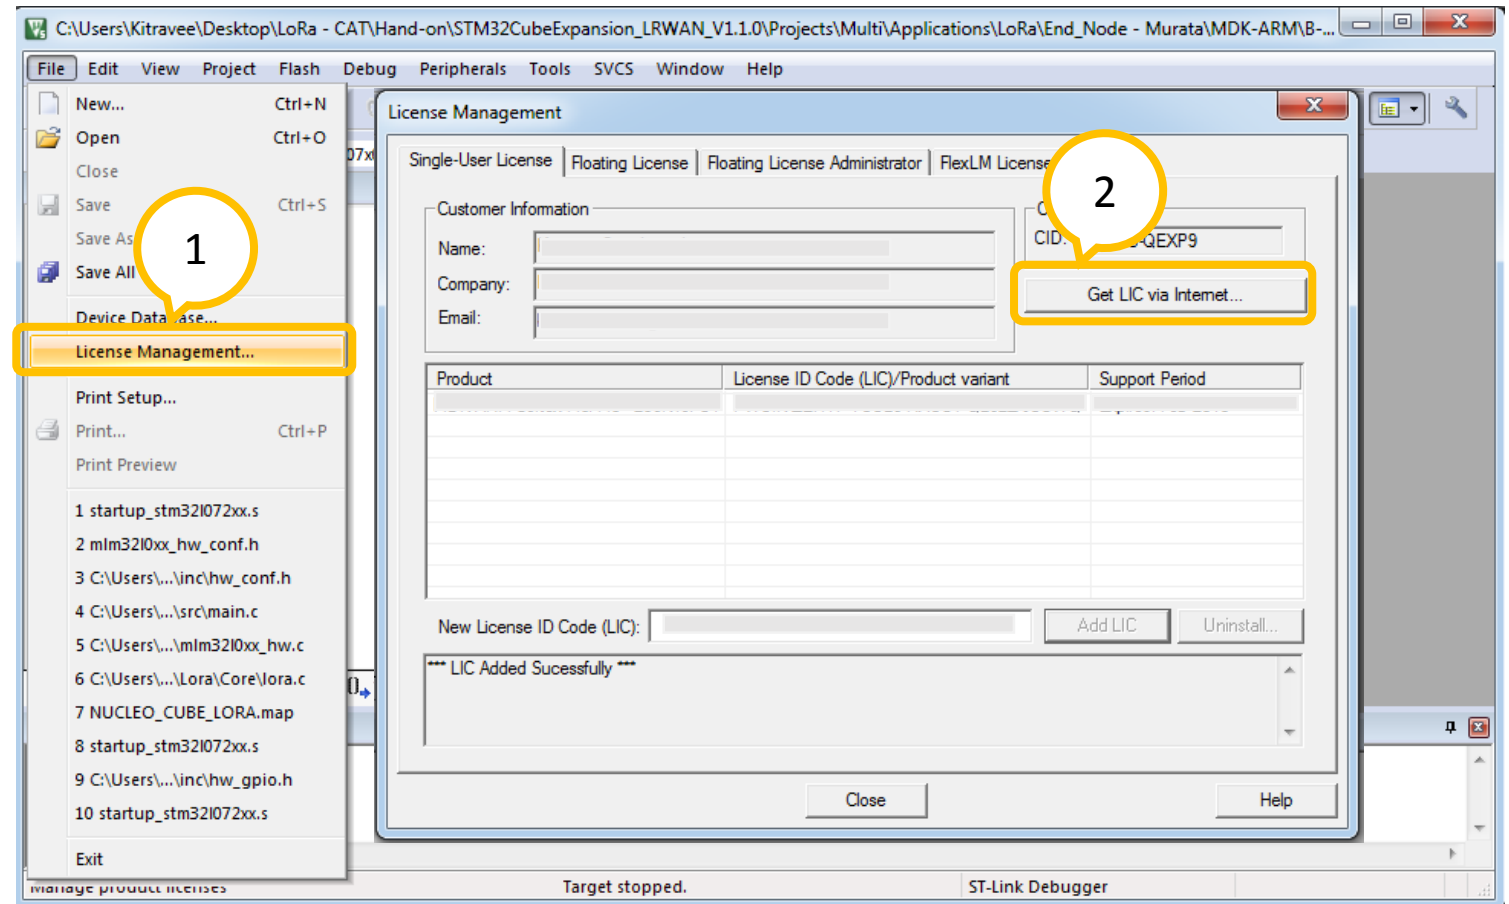 C:\Users\Kitravee\Desktop\LoRa - CAT\Hand-on\STM32CubeExpansion_LRWAN_V1.1.0\Projects\Multi\Applications\LoRa\End_Node - Murata\MDK-ARM\B-...
File Edit View Project Flash Debug Peripherals Tools SVCS Window Help
New... Ctrl+N
Open Ctrl+O
Close
Save Ctrl+S
Save As
Save All
Device Database...
License Management...
Print Setup...
Print... Ctrl+P
Print Preview
1 startup_stm32l072xx.s
2 mlm32l0xx_hw_conf.h
3 C:\Users\...\inc\hw_conf.h
4 C:\Users\...\src\main.c
5 C:\Users\...\mlm32l0xx_hw.c
6 C:\Users\...\Lora\Core\lora.c
7 NUCLEO_CUBE_LORA.map
8 startup_stm32l072xx.s
9 C:\Users\...\inc\hw_gpio.h
10 startup_stm32l072xx.s
Exit
1
License Management
Single-User License Floating License Floating License Administrator FlexLM License
2
Customer Information
Name:
Company:
Email:
CID: QEXP9
Get LIC via Internet...
Product License ID Code (LIC)/Product variant Support Period
New License ID Code (LIC): Add LIC Uninstall...
*** LIC Added Sucessfully ***
Close Help
Manage product licenses Target stopped. ST-Link Debugger